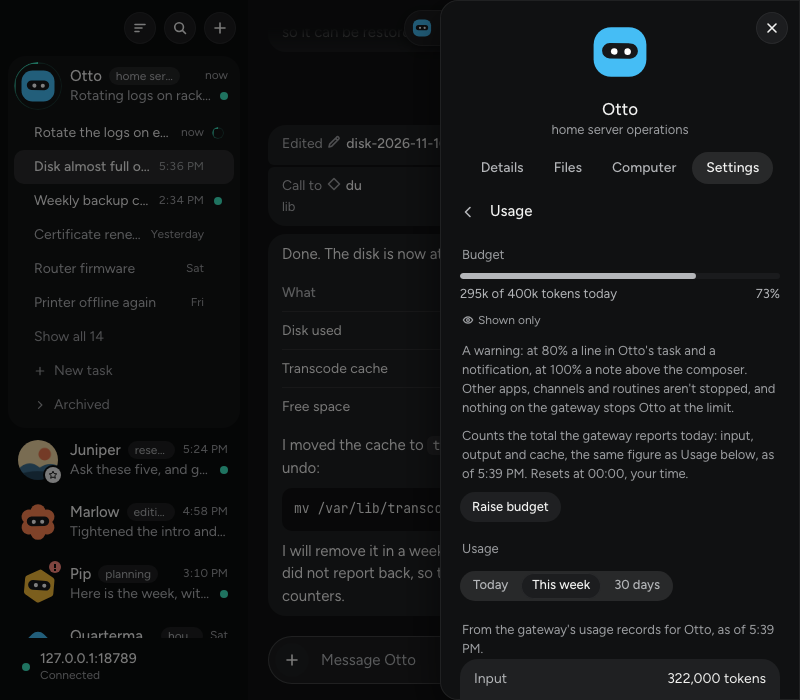 Otto
home ser...
now
Rotating logs on rack...
Rotate the logs on e...
now
Disk almost full o...
5:36 PM
Weekly backup c...
2:34 PM
Certificate rene...
Yesterday
Router firmware
Sat
Printer offline again
Fri
Show all 14
New task
Archived
Juniper
rese...
5:24 PM
Ask these five, and g...
Marlow
editi...
4:58 PM
Tightened the intro and...
Pip
planning
3:10 PM
Here is the week, wit...
Quarterma
hou
Sat
127.0.0.1:18789
Connected
so it can be restore
Edited
disk-2026-11-1
Call to
du
lib
Done. The disk is now at
What
Disk used
Transcode cache
Free space
I moved the cache to
undo:
mv /var/lib/transco
I will remove it in a week
did not report back, so t
counters.
Message Otto
Otto
home server operations
Details
Files
Computer
Settings
Usage
Budget
295k of 400k tokens today
73%
Shown only
A warning: at 80% a line in Otto's task and a
notification, at 100% a note above the composer.
Other apps, channels and routines aren't stopped, and
nothing on the gateway stops Otto at the limit.
Counts the total the gateway reports today: input,
output and cache, the same figure as Usage below, as
of 5:39 PM. Resets at 00:00, your time.
Raise budget
Usage
Today
This week
30 days
From the gateway's usage records for Otto, as of 5:39
PM.
Input
322,000 tokens